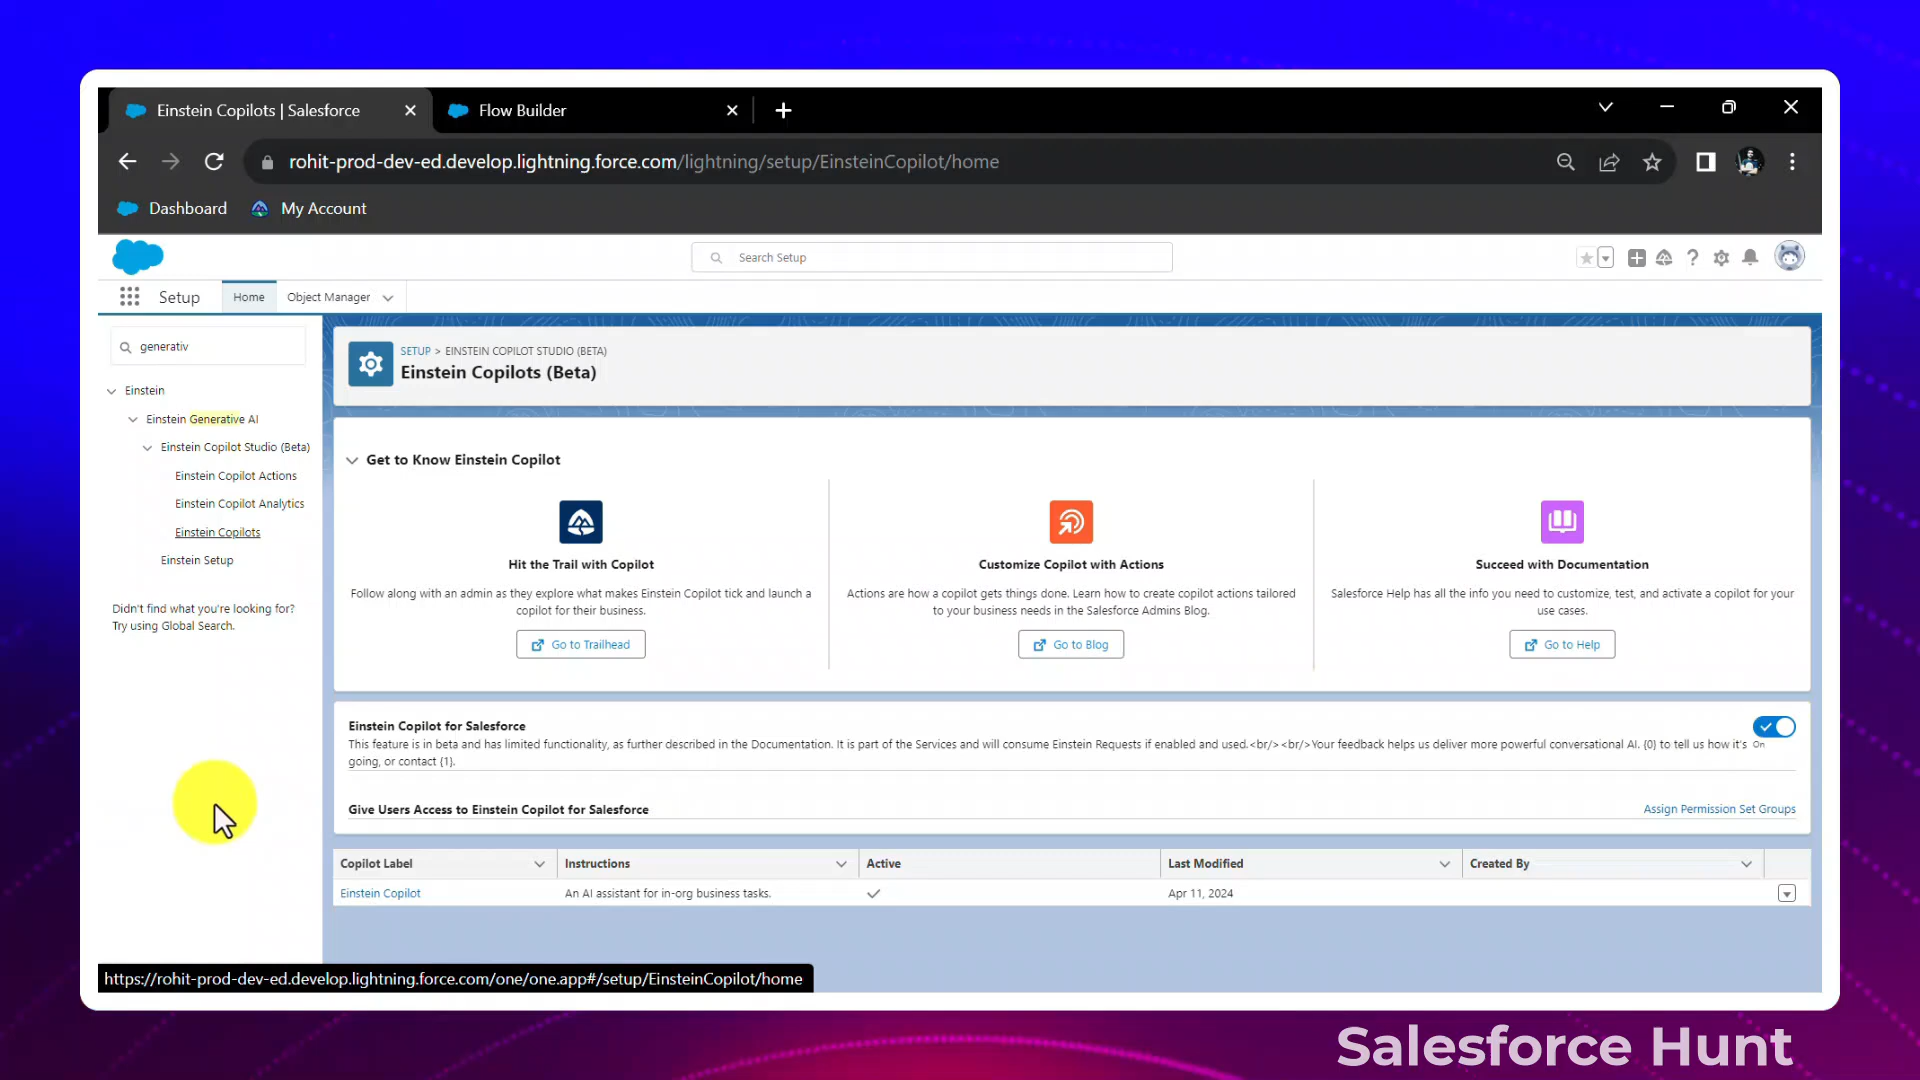 Einstein Copilots | Salesforce
Flow Builder
rohit-prod-dev-ed.develop.lightning.force.com/lightning/setup/EinsteinCopilot/home
Dashboard
My Account
Search Setup
Setup
Home
Object Manager
generativ
Einstein
Einstein Generative AI
Einstein Copilot Studio (Beta)
Einstein Copilot Actions
Einstein Copilot Analytics
Einstein Copilots
Einstein Setup
Didn't find what you're looking for?
Try using Global Search.
SETUP > EINSTEIN COPILOT STUDIO (BETA)
Einstein Copilots (Beta)
Get to Know Einstein Copilot
Hit the Trail with Copilot
Follow along with an admin as they explore what makes Einstein Copilot tick and launch a
copilot for their business.
Go to Trailhead
Customize Copilot with Actions
Actions are how a copilot gets things done. Learn how to create copilot actions tailored
to your business needs in the Salesforce Admins Blog.
Go to Blog
Succeed with Documentation
Salesforce Help has all the info you need to customize, test, and activate a copilot for your
use cases.
Go to Help
Einstein Copilot for Salesforce
This feature is in beta and has limited functionality, as further described in the Documentation. It is part of the Services and will consume Einstein Requests if enabled and used.<br/><br/>Your feedback helps us deliver more powerful conversational AI. {0} to tell us how it's
going, or contact {1}.
On
Give Users Access to Einstein Copilot for Salesforce
Assign Permission Set Groups
Copilot Label
Instructions
Active
Last Modified
Created By
Einstein Copilot
An AI assistant for in-org business tasks.
Apr 11, 2024
https://rohit-prod-dev-ed.develop.lightning.force.com/one/one.app#/setup/EinsteinCopilot/home
Salesforce Hunt